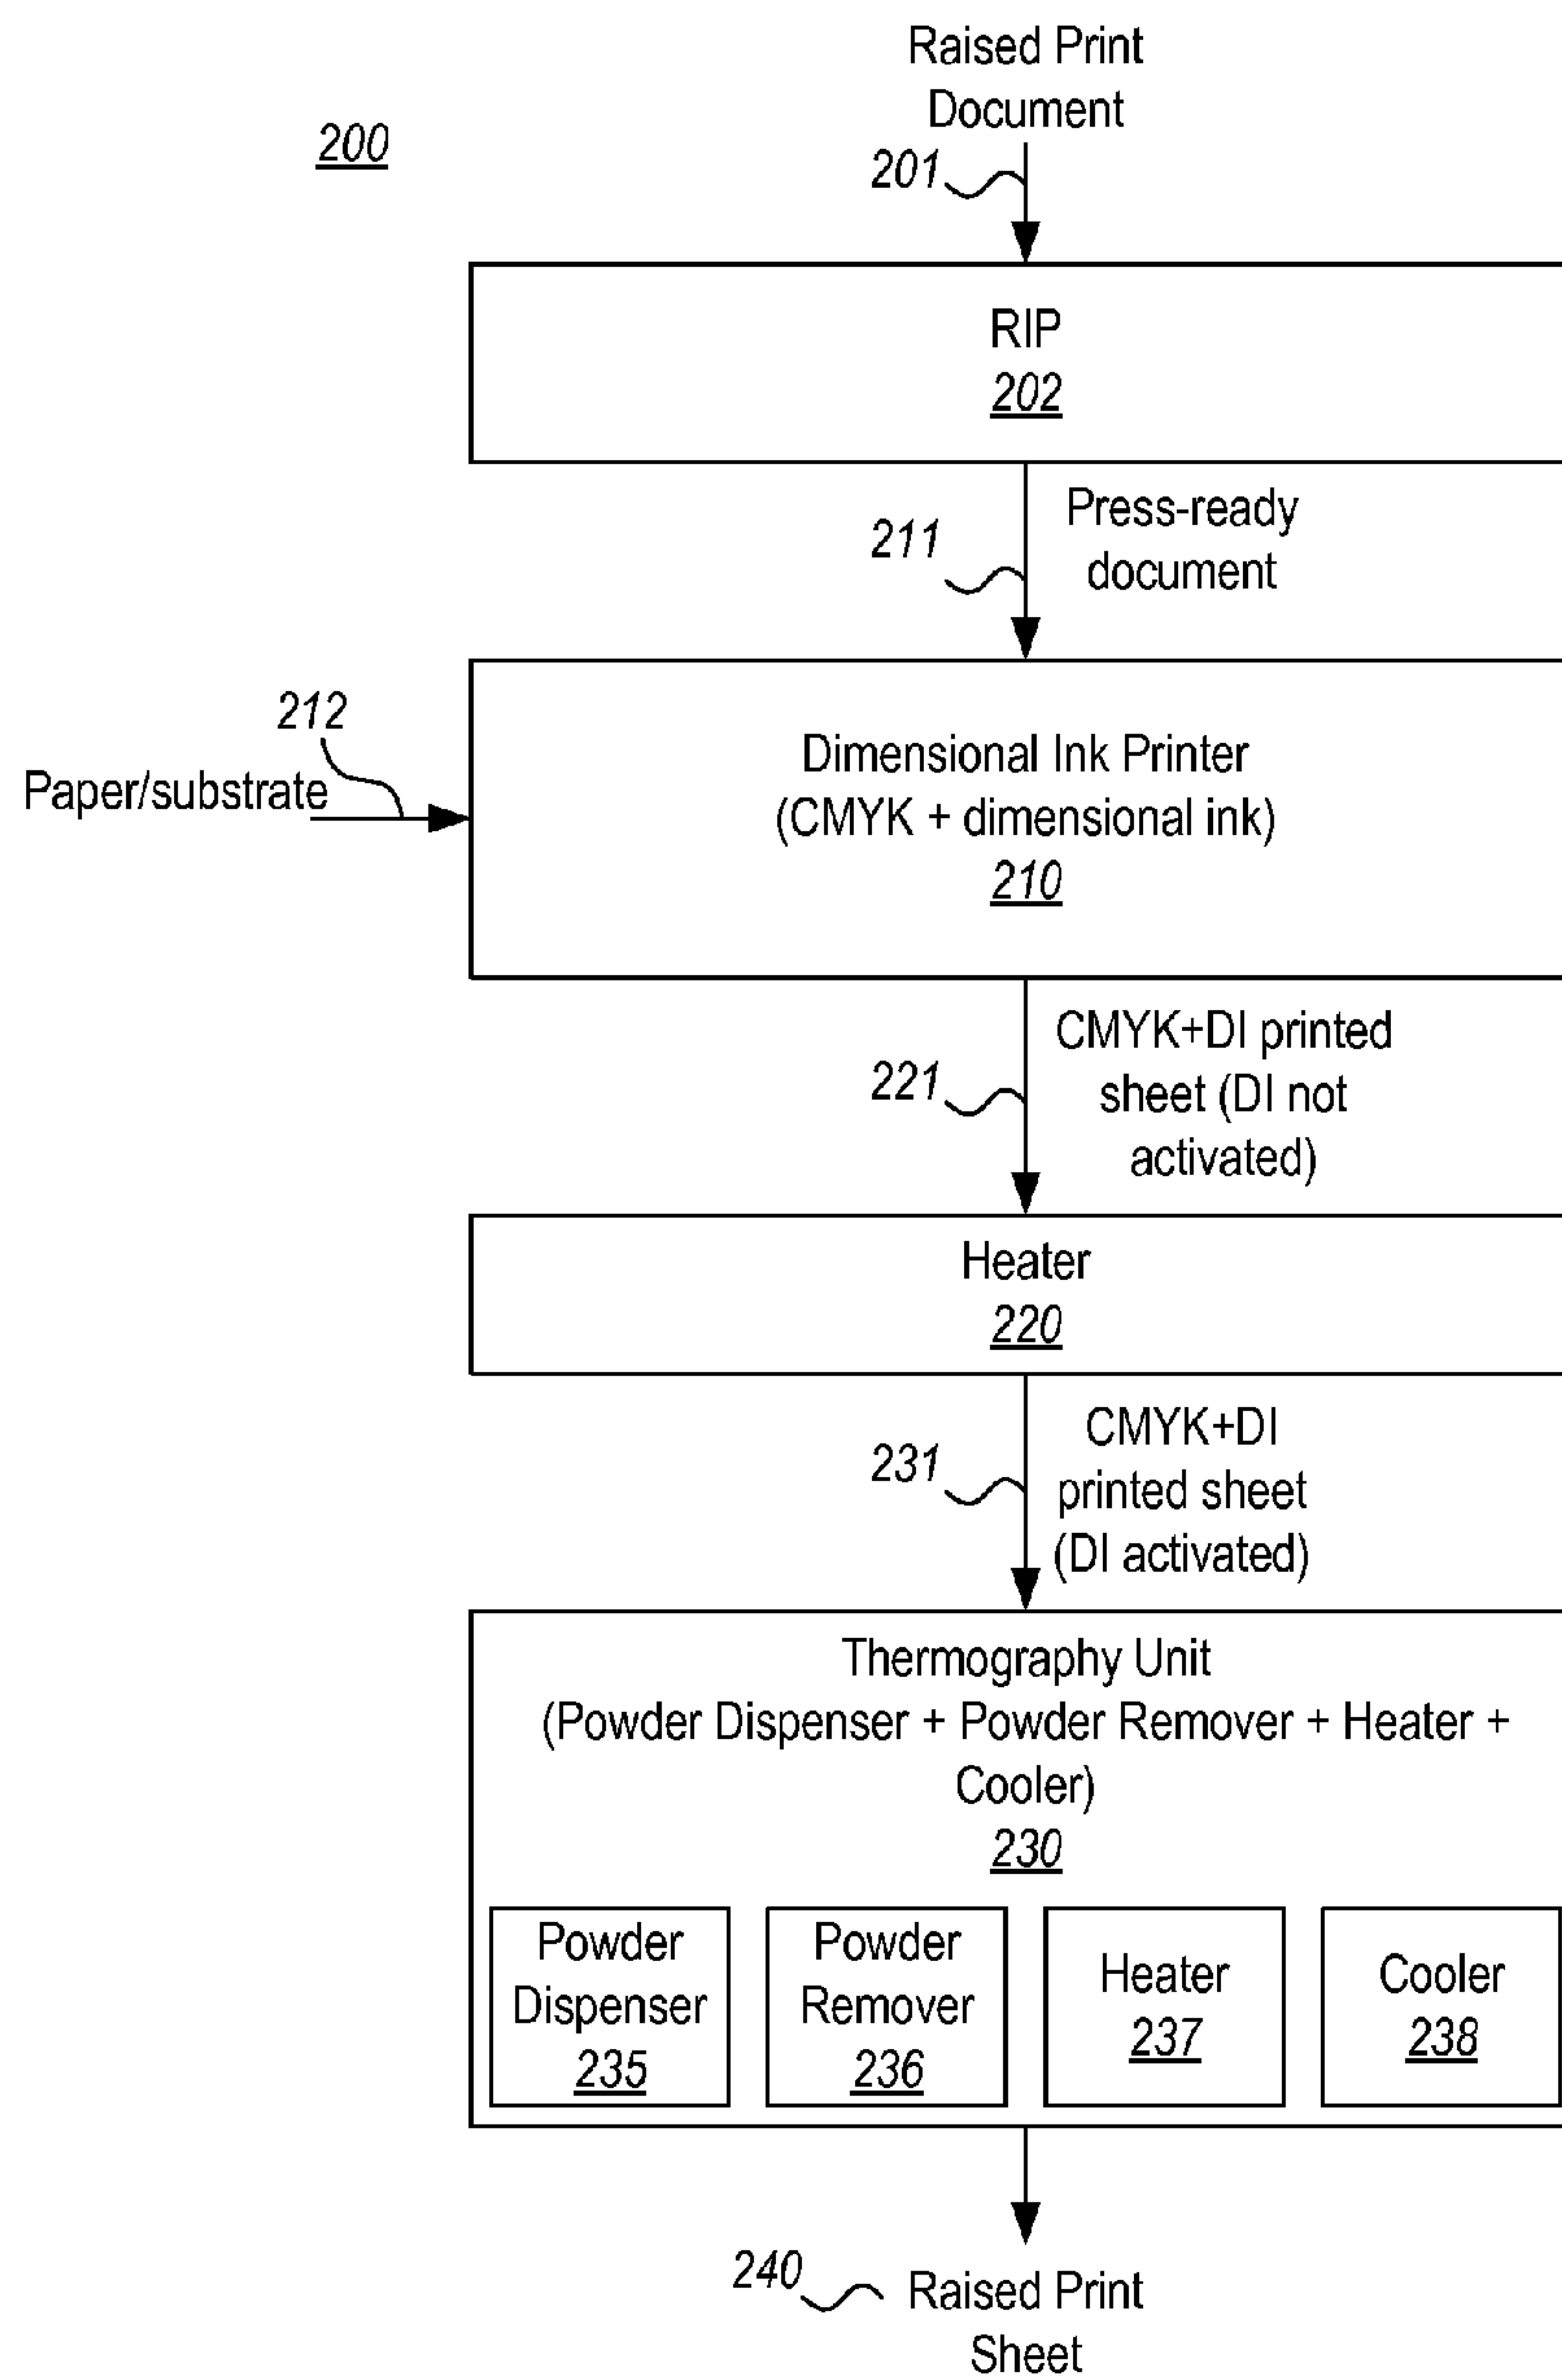 Raised Print
Document
200
201
RIP
202
211
Press-ready
document
212
Paper/substrate
Dimensional Ink Printer
(CMYK + dimensional ink)
210
221
CMYK+DI printed
sheet (DI not
activated)
Heater
220
231
CMYK+DI
printed sheet
(DI activated)
Thermography Unit
(Powder Dispenser + Powder Remover + Heater +
Cooler)
230
Powder
Dispenser
235
Powder
Remover
236
Heater
237
Cooler
238
240
Raised Print
Sheet